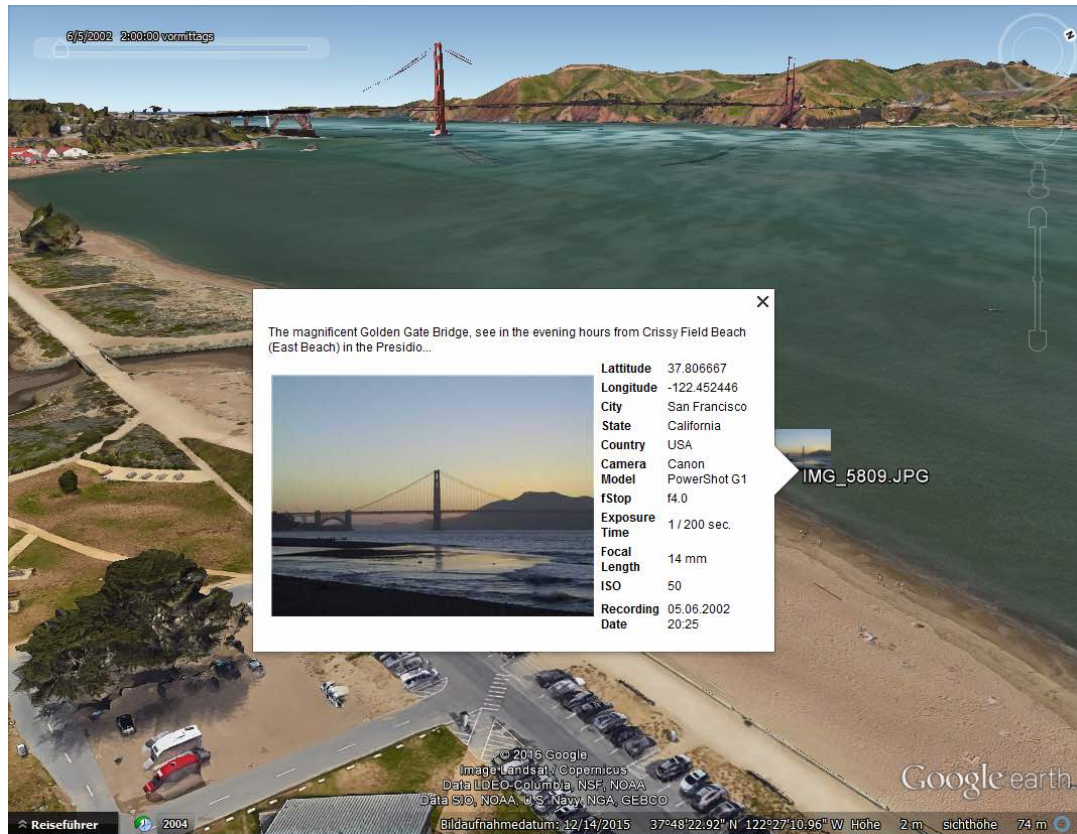 6/5/2002 2:00:00 vormittags
N
The magnificent Golden Gate Bridge, see in the evening hours from Crissy Field Beach
(East Beach) in the Presidio...
Lattitude 37.806667
Longitude -122.452446
City San Francisco
State California
Country USA
Camera Canon
Model PowerShot G1
fStop f4.0
Exposure
Time 1 / 200 sec.
Focal
Length 14 mm
ISO 50
Recording 05.06.2002
Date 20:25
IMG_5809.JPG
© 2016 Google
Image Landsat / Copernicus
Data LDEO-Columbia, NSF, NOAA
Data SIO, NOAA, U.S. Navy, NGA, GEBCO
Google earth
Reiseführer 2004 Bildaufnahmedatum: 12/14/2015 37°48'22.92" N 122°27'10.96" W Höhe 2 m sichthöhe 74 m